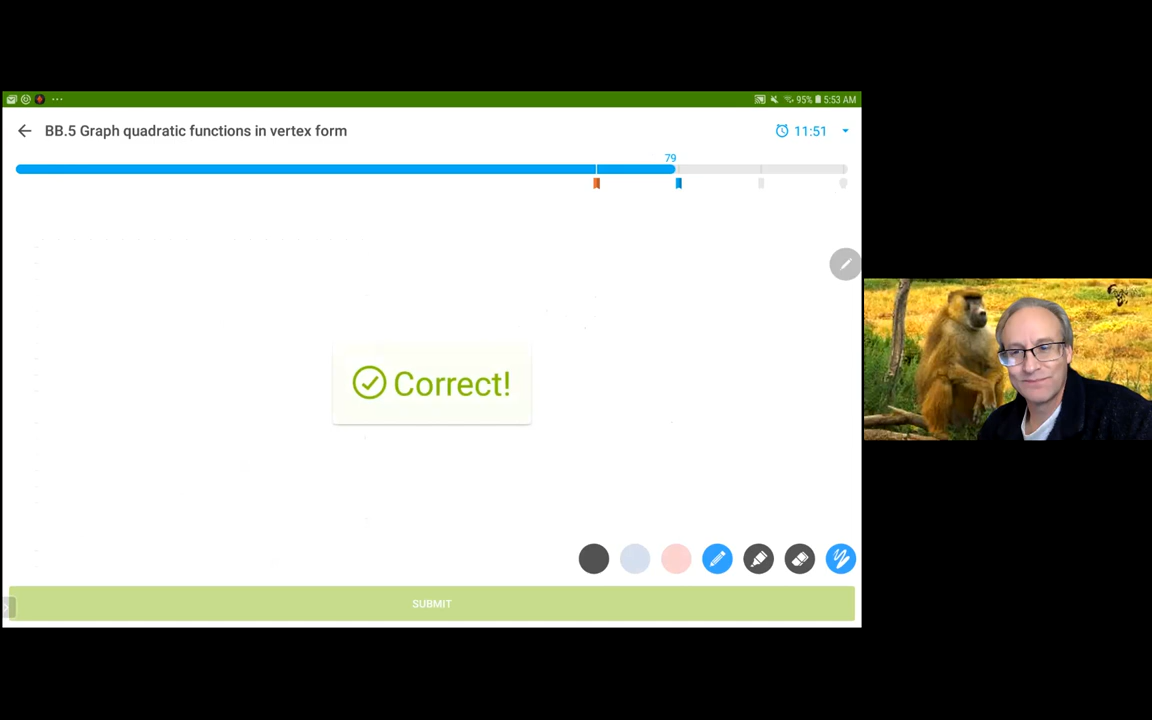 95% 5:53 AM
BB.5 Graph quadratic functions in vertex form
11:51
79
Correct!
SUBMIT